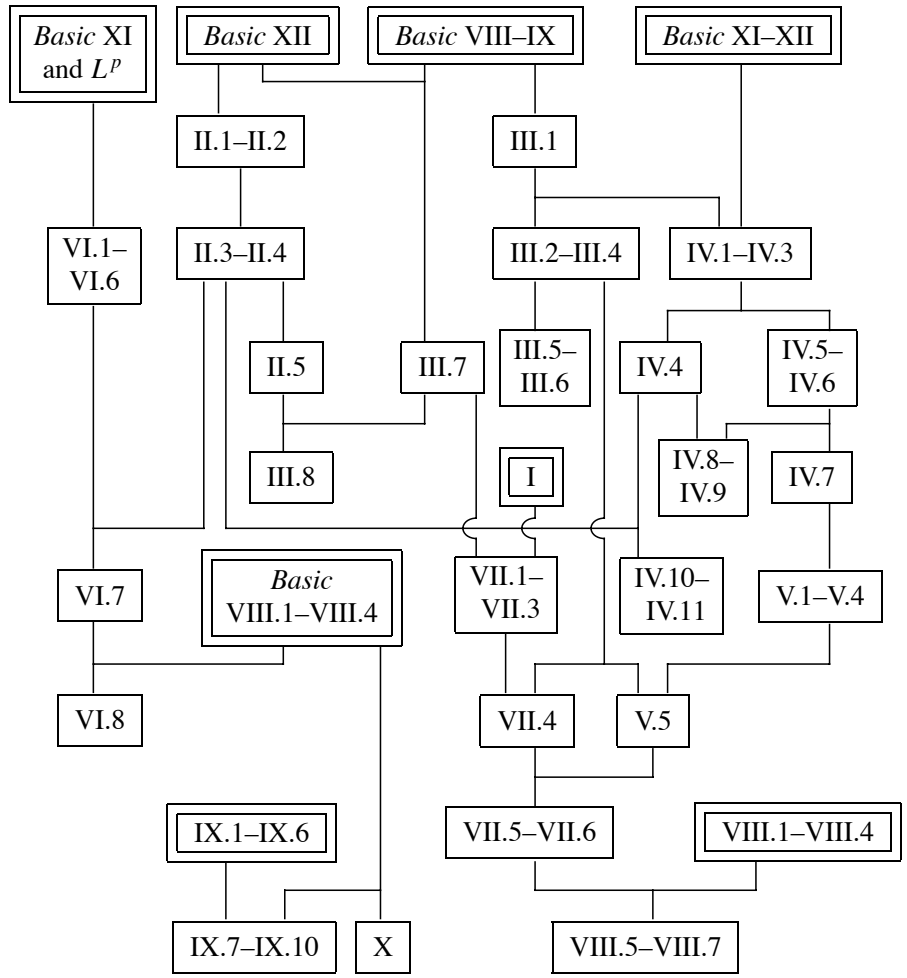 Basic XI
and L^p
Basic XII
Basic VIII–IX
Basic XI–XII
II.1–II.2
III.1
VI.1–
VI.6
II.3–II.4
III.2–III.4
IV.1–IV.3
II.5
III.7
III.5–
III.6
IV.4
IV.5–
IV.6
III.8
I
IV.8–
IV.9
IV.7
VI.7
Basic
VIII.1–VIII.4
VII.1–
VII.3
IV.10–
IV.11
V.1–V.4
VI.8
VII.4
V.5
IX.1–IX.6
VII.5–VII.6
VIII.1–VIII.4
IX.7–IX.10
X
VIII.5–VIII.7